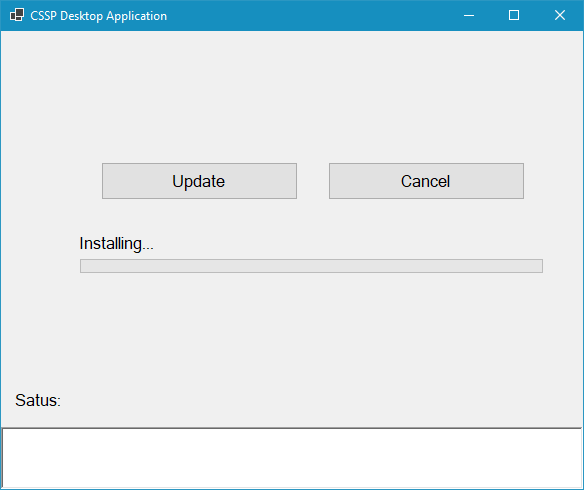 CSSP Desktop Application
Update
Cancel
Installing...
Satus: